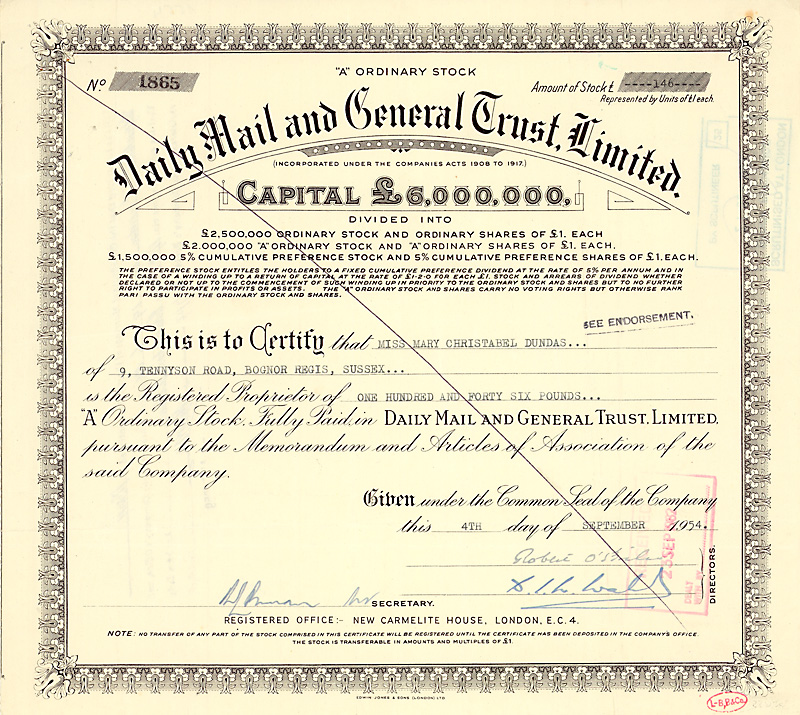 "A" ORDINARY STOCK
No. 1865
Amount of Stock £ ----146----
Represented by Units of £1 each.
Daily Mail and General Trust, Limited.
(INCORPORATED UNDER THE COMPANIES ACTS 1908 TO 1917.)
CAPITAL £6,000,000,
DIVIDED INTO
£2,500,000 ORDINARY STOCK AND ORDINARY SHARES OF £1. EACH
£2,000,000 "A" ORDINARY STOCK AND "A" ORDINARY SHARES OF £1. EACH,
£1,500,000 5% CUMULATIVE PREFERENCE STOCK AND 5% CUMULATIVE PREFERENCE SHARES OF £1. EACH.
THE PREFERENCE STOCK ENTITLES THE HOLDERS TO A FIXED CUMULATIVE PREFERENCE DIVIDEND AT THE RATE OF 5% PER ANNUM AND IN
THE CASE OF A WINDING UP TO A RETURN OF CAPITAL AT THE RATE OF £1-2-0 FOR EACH £1. STOCK AND ARREARS OF DIVIDEND WHETHER
DECLARED OR NOT UP TO THE COMMENCEMENT OF SUCH WINDING UP IN PRIORITY TO THE ORDINARY STOCK AND SHARES BUT TO NO FURTHER
RIGHT TO PARTICIPATE IN PROFITS OR ASSETS. THE "A" ORDINARY STOCK AND SHARES CARRY NO VOTING RIGHTS BUT OTHERWISE RANK
PARI PASSU WITH THE ORDINARY STOCK AND SHARES.
SEE ENDORSEMENT.
This is to Certify that MISS MARY CHRISTABEL DUNDAS...
of 9, TENNYSON ROAD, BOGNOR REGIS, SUSSEX...
is the Registered Proprietor of ONE HUNDRED AND FORTY SIX POUNDS...
"A" Ordinary Stock, Fully Paid, in DAILY MAIL AND GENERAL TRUST, LIMITED,
pursuant to the Memorandum and Articles of Association of the
said Company.
Given under the Common Seal of the Company
this 4TH day of SEPTEMBER 1954.
SEP 1982
Robert
DIRECTORS.
SECRETARY.
REGISTERED OFFICE:- NEW CARMELITE HOUSE, LONDON, E.C. 4.
NOTE: NO TRANSFER OF ANY PART OF THE STOCK COMPRISED IN THIS CERTIFICATE WILL BE REGISTERED UNTIL THE CERTIFICATE HAS BEEN DEPOSITED IN THE COMPANY'S OFFICE.
THE STOCK IS TRANSFERABLE IN AMOUNTS AND MULTIPLES OF £1.
EDWIN JONES & SONS (LONDON) LTD.
L-B, B & Co.